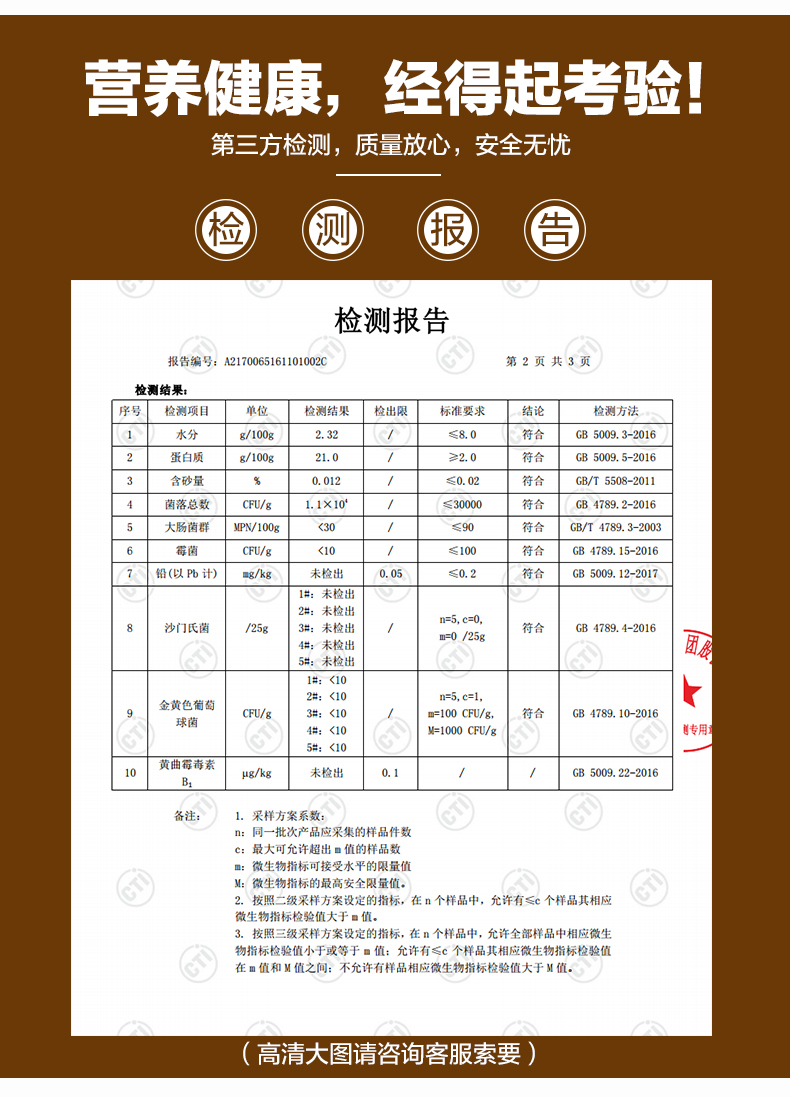 营养健康，经得起考验！
第三方检测，质量放心，安全无忧
检 测 报 告
检测报告
报告编号：A2170065161101002C 第 2 页 共 3 页
检测结果：
序号 检测项目 单位 检测结果 检出限 标准要求 结论 检测方法
1 水分 g/100g 2.32 / ≤8.0 符合 GB 5009.3-2016
2 蛋白质 g/100g 21.0 / ≥2.0 符合 GB 5009.5-2016
3 含砂量 % 0.012 / ≤0.02 符合 GB/T 5508-2011
4 菌落总数 CFU/g 1.1×10⁴ / ≤30000 符合 GB 4789.2-2016
5 大肠菌群 MPN/100g <30 / ≤90 符合 GB/T 4789.3-2003
6 霉菌 CFU/g <10 / ≤100 符合 GB 4789.15-2016
7 铅(以 Pb 计) mg/kg 未检出 0.05 ≤0.2 符合 GB 5009.12-2017
8 沙门氏菌 /25g
1#：未检出
2#：未检出
3#：未检出
4#：未检出
5#：未检出
/
n=5,c=0,
m=0 /25g
符合 GB 4789.4-2016
9
金黄色葡萄
球菌
CFU/g
1#：<10
2#：<10
3#：<10
4#：<10
5#：<10
/
n=5,c=1,
m=100 CFU/g,
M=1000 CFU/g
符合 GB 4789.10-2016
10
黄曲霉毒素
B₁
μg/kg 未检出 0.1 / / GB 5009.22-2016
备注： 1. 采样方案系数：
n：同一批次产品应采集的样品件数
c：最大可允许超出 m 值的样品数
m：微生物指标可接受水平的限量值
M：微生物指标的最高安全限量值。
2. 按照二级采样方案设定的指标，在 n 个样品中，允许有≤c 个样品其相应
微生物指标检验值大于 m 值。
3. 按照三级采样方案设定的指标，在 n 个样品中，允许全部样品中相应微生
物指标检验值小于或等于 m 值；允许有≤c 个样品其相应微生物指标检验值
在 m 值和 M 值之间；不允许有样品相应微生物指标检验值大于 M 值。
团股
测专用章
CTI
（高清大图请咨询客服索要）